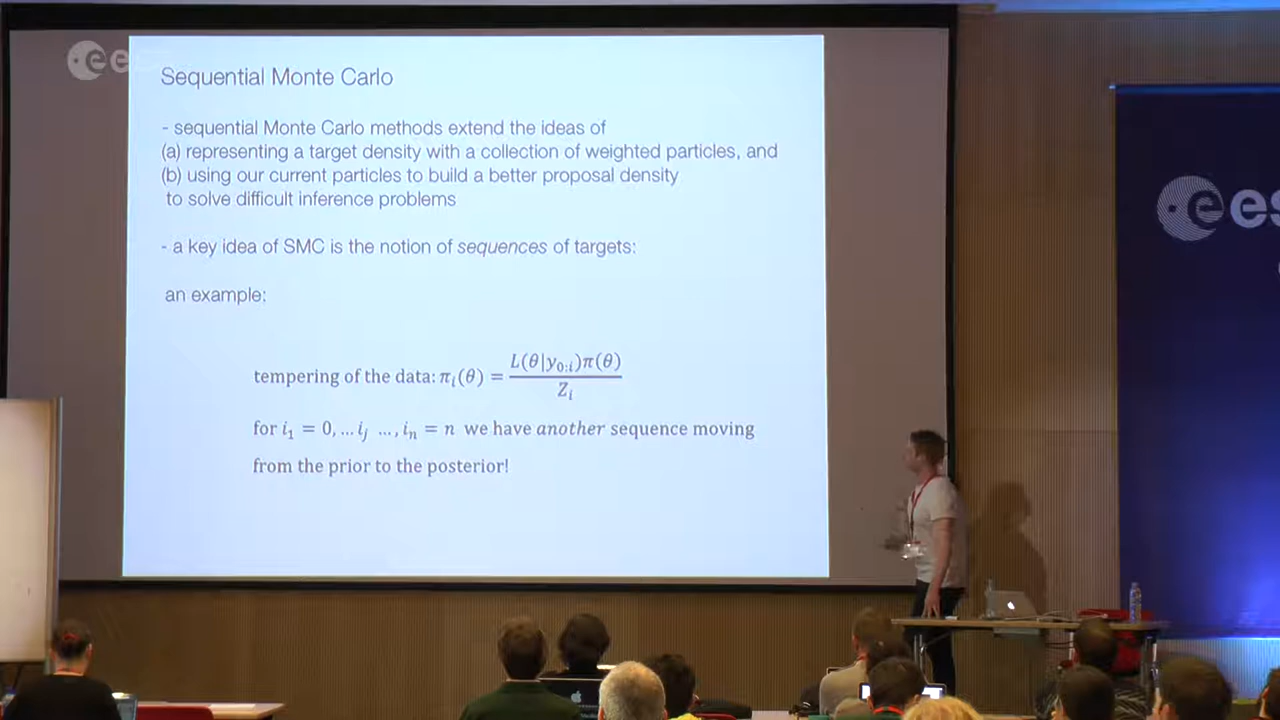 Sequential Monte Carlo
- sequential Monte Carlo methods extend the ideas of
(a) representing a target density with a collection of weighted particles, and
(b) using our current particles to build a better proposal density
to solve difficult inference problems
- a key idea of SMC is the notion of sequences of targets:
an example:
tempering of the data: πᵢ(θ) = L(θ|y₀:ᵢ)π(θ) / Zᵢ
for i₁ = 0, … iⱼ …, iₙ = n we have another sequence moving
from the prior to the posterior!
es